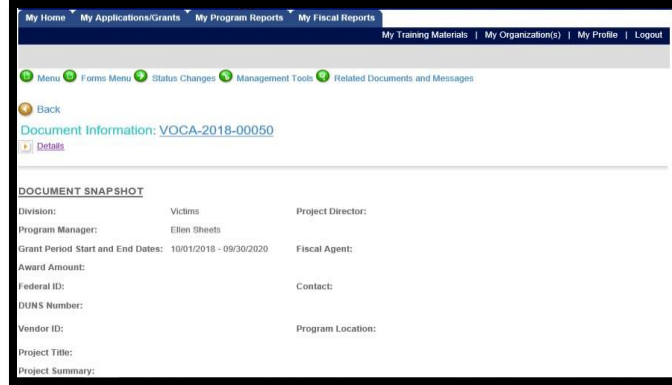 My Home My Applications/Grants My Program Reports My Fiscal Reports
My Training Materials | My Organization(s) | My Profile | Logout
Menu Forms Menu Status Changes Management Tools Related Documents and Messages
Back
Document Information: VOCA-2018-00050
Details
DOCUMENT SNAPSHOT
Division: Victims Project Director:
Program Manager: Ellen Sheets
Grant Period Start and End Dates: 10/01/2018 - 09/30/2020 Fiscal Agent:
Award Amount:
Federal ID: Contact:
DUNS Number:
Vendor ID: Program Location:
Project Title:
Project Summary: